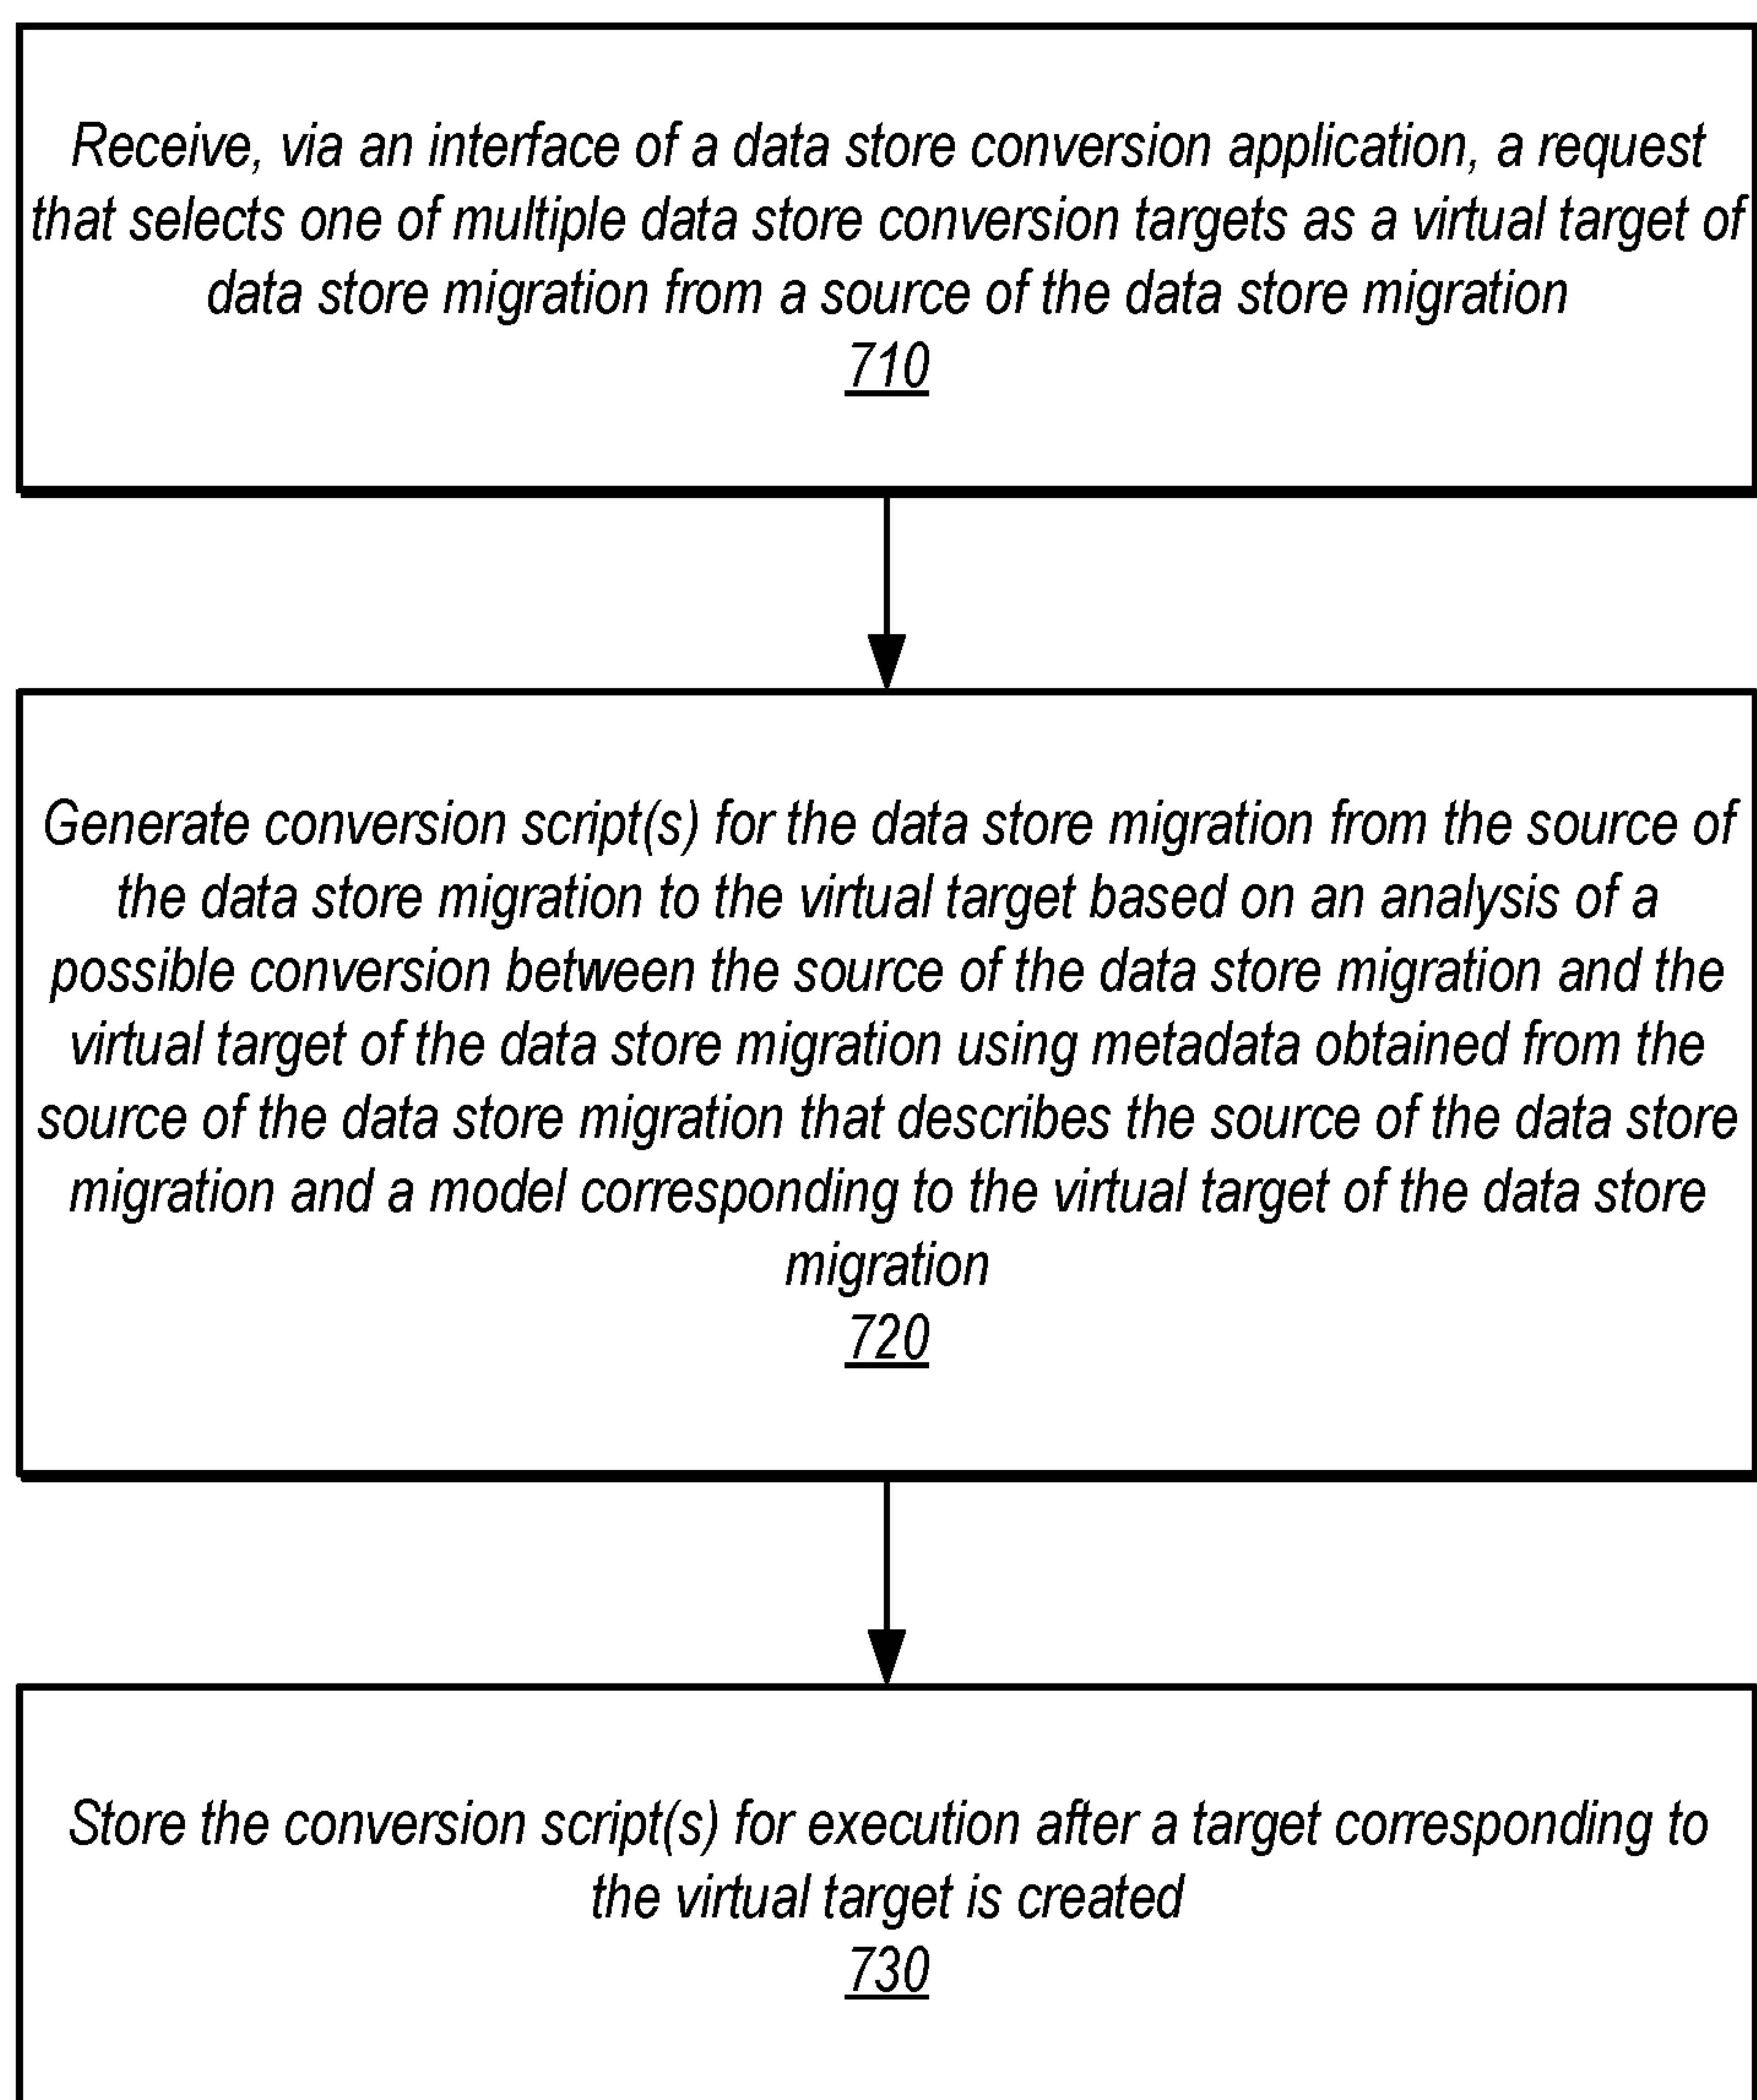 Receive, via an interface of a data store conversion application, a request
that selects one of multiple data store conversion targets as a virtual target of
data store migration from a source of the data store migration
710
Generate conversion script(s) for the data store migration from the source of
the data store migration to the virtual target based on an analysis of a
possible conversion between the source of the data store migration and the
virtual target of the data store migration using metadata obtained from the
source of the data store migration that describes the source of the data store
migration and a model corresponding to the virtual target of the data store
migration
720
Store the conversion script(s) for execution after a target corresponding to
the virtual target is created
730